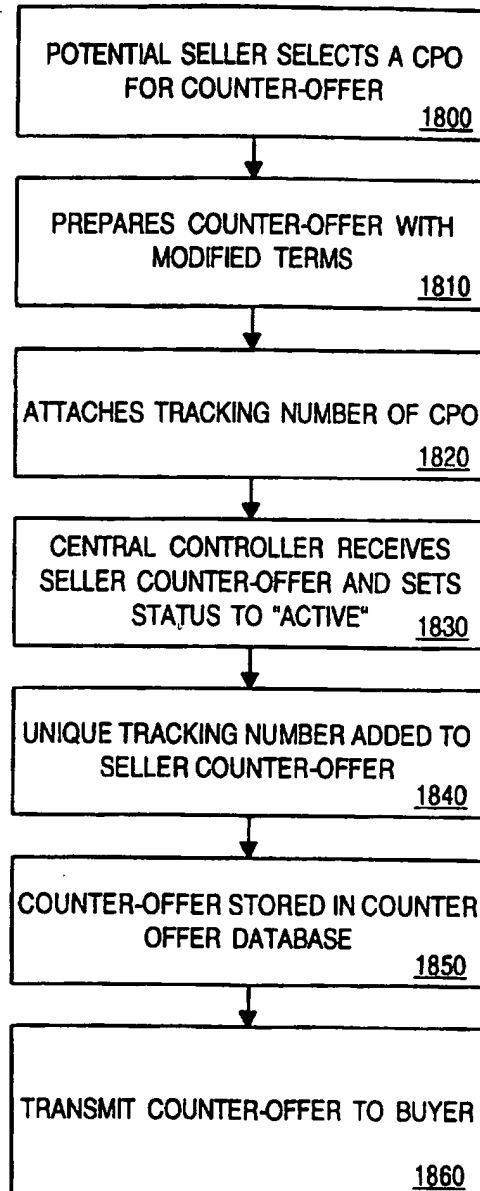 POTENTIAL SELLER SELECTS A CPO
FOR COUNTER-OFFER
1800
PREPARES COUNTER-OFFER WITH
MODIFIED TERMS
1810
ATTACHES TRACKING NUMBER OF CPO
1820
CENTRAL CONTROLLER RECEIVES
SELLER COUNTER-OFFER AND SETS
STATUS TO "ACTIVE"
1830
UNIQUE TRACKING NUMBER ADDED TO
SELLER COUNTER-OFFER
1840
COUNTER-OFFER STORED IN COUNTER
OFFER DATABASE
1850
TRANSMIT COUNTER-OFFER TO BUYER
1860